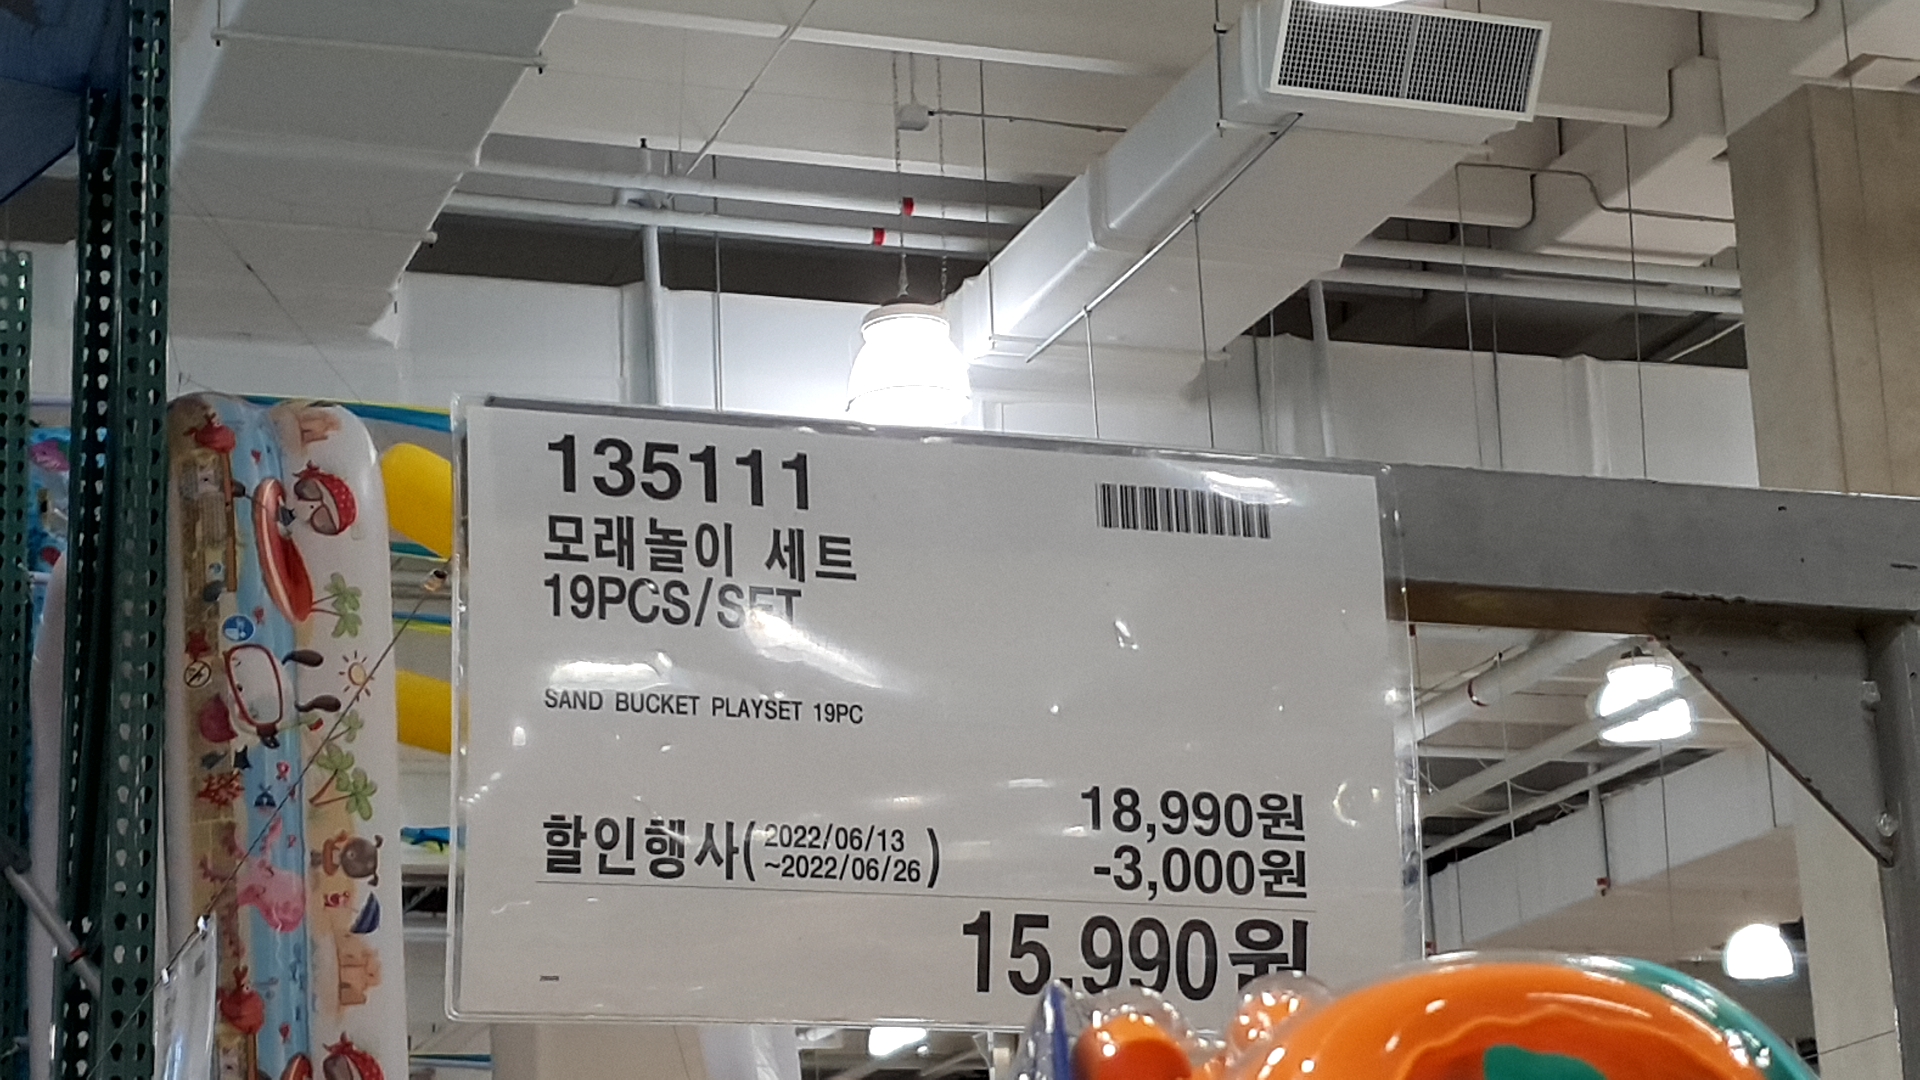 135111
모래놀이 세트
19PCS/SET
SAND BUCKET PLAYSET 19PC
18,990원
할인행사(2022/06/13
~2022/06/26)
-3,000원
15,990원